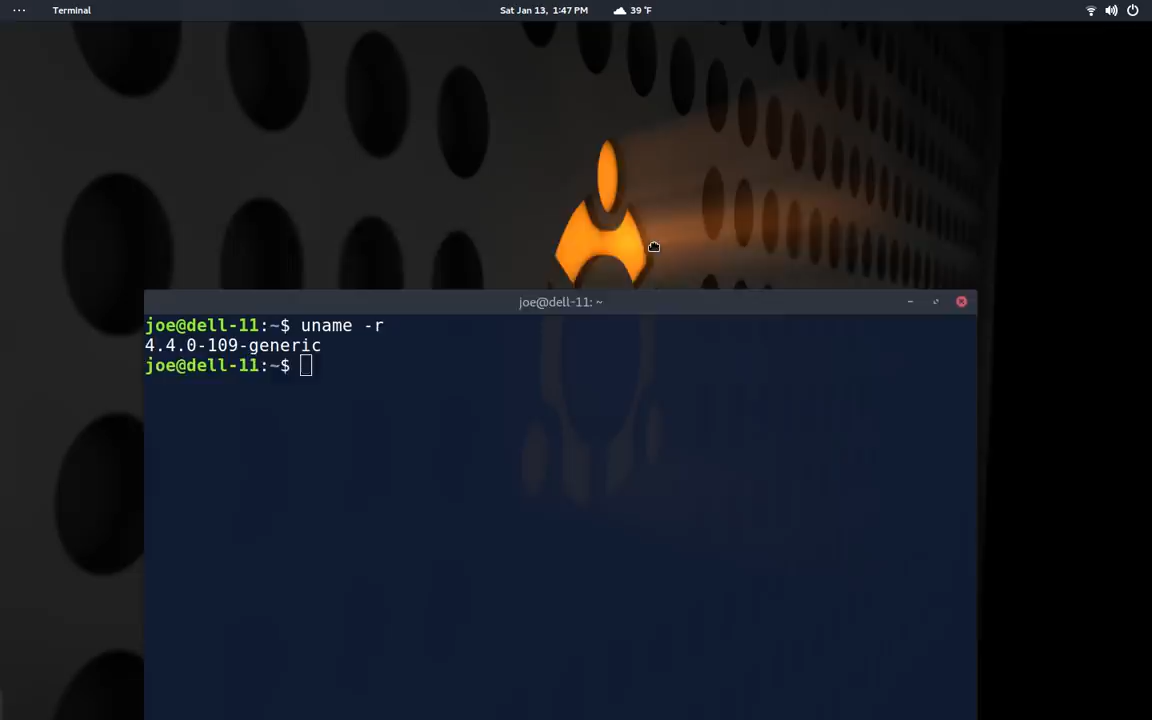 Terminal
Sat Jan 13, 1:47 PM
39 °F
joe@dell-11: ~
joe@dell-11:~$ uname -r
4.4.0-109-generic
joe@dell-11:~$